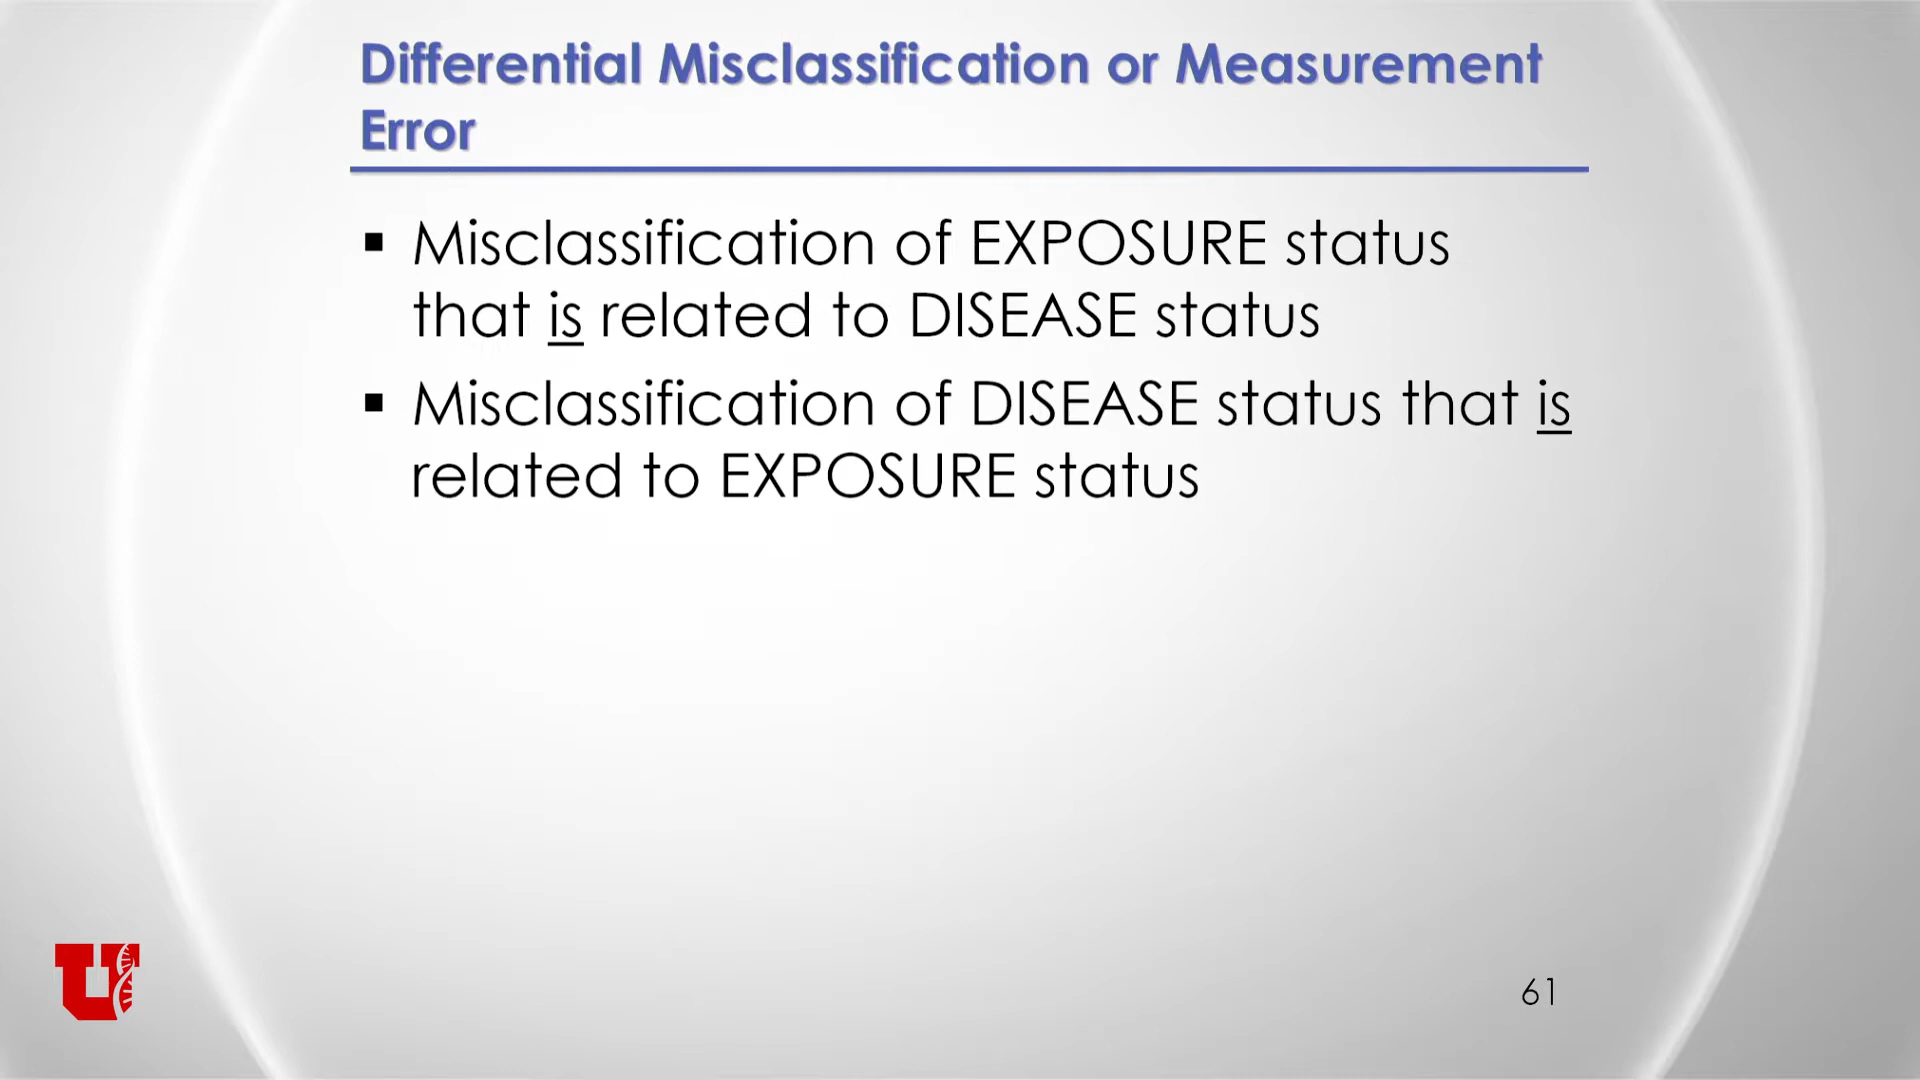 Differential Misclassification or Measurement
Error
▪ Misclassification of EXPOSURE status
that is related to DISEASE status
▪ Misclassification of DISEASE status that is
related to EXPOSURE status
U
61